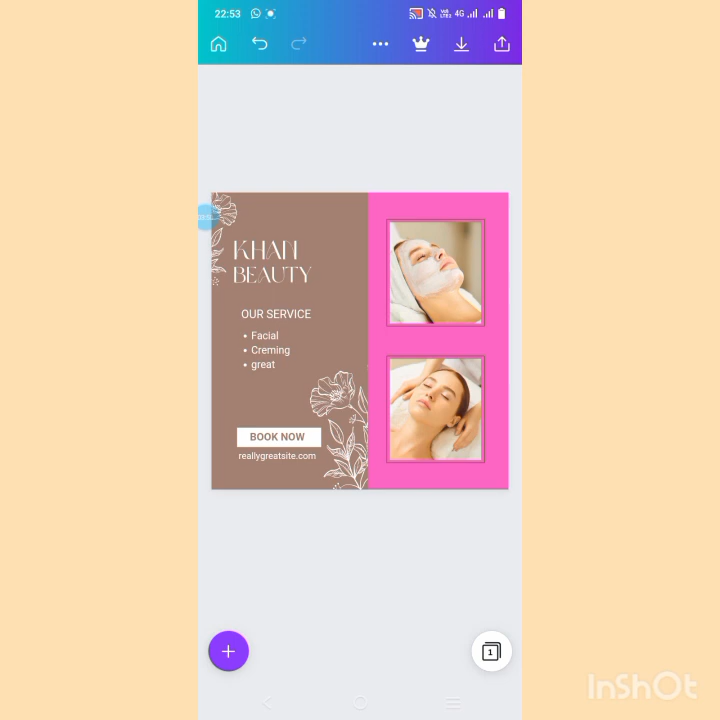 22:53
4G
KHAN
BEAUTY
OUR SERVICE
• Facial
• Creming
• great
BOOK NOW
reallygreatsite.com
1
InShOt